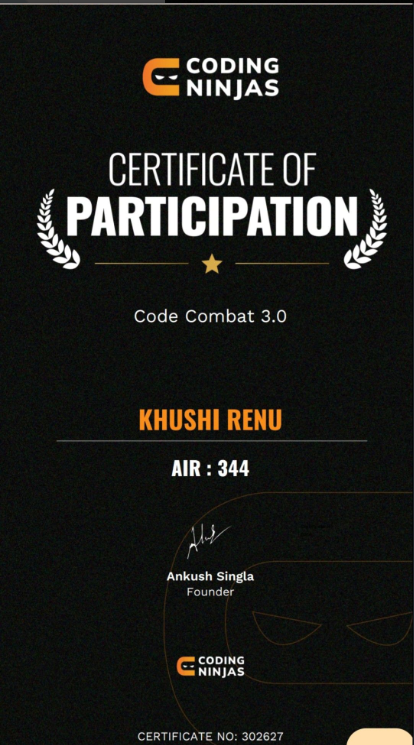 CODING
NINJAS
CERTIFICATE OF
PARTICIPATION
Code Combat 3.0
KHUSHI RENU
AIR : 344
Ankush Singla
Founder
CODING
NINJAS
CERTIFICATE NO: 302627